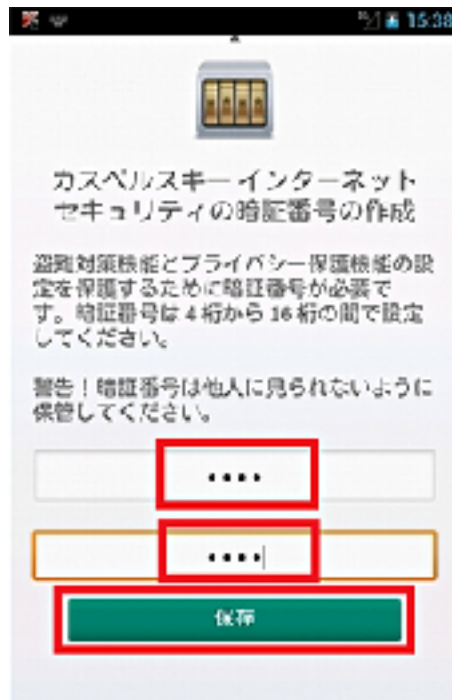 15:38
カスペルスキー インターネット
セキュリティの暗証番号の作成
盗難対策機能とプライバシー保護機能の設
定を保護するために暗証番号が必要で
す。暗証番号は 4 桁から 16 桁の間で設定
してください。
警告！暗証番号は他人に見られないように
保管してください。
••••
••••
保存